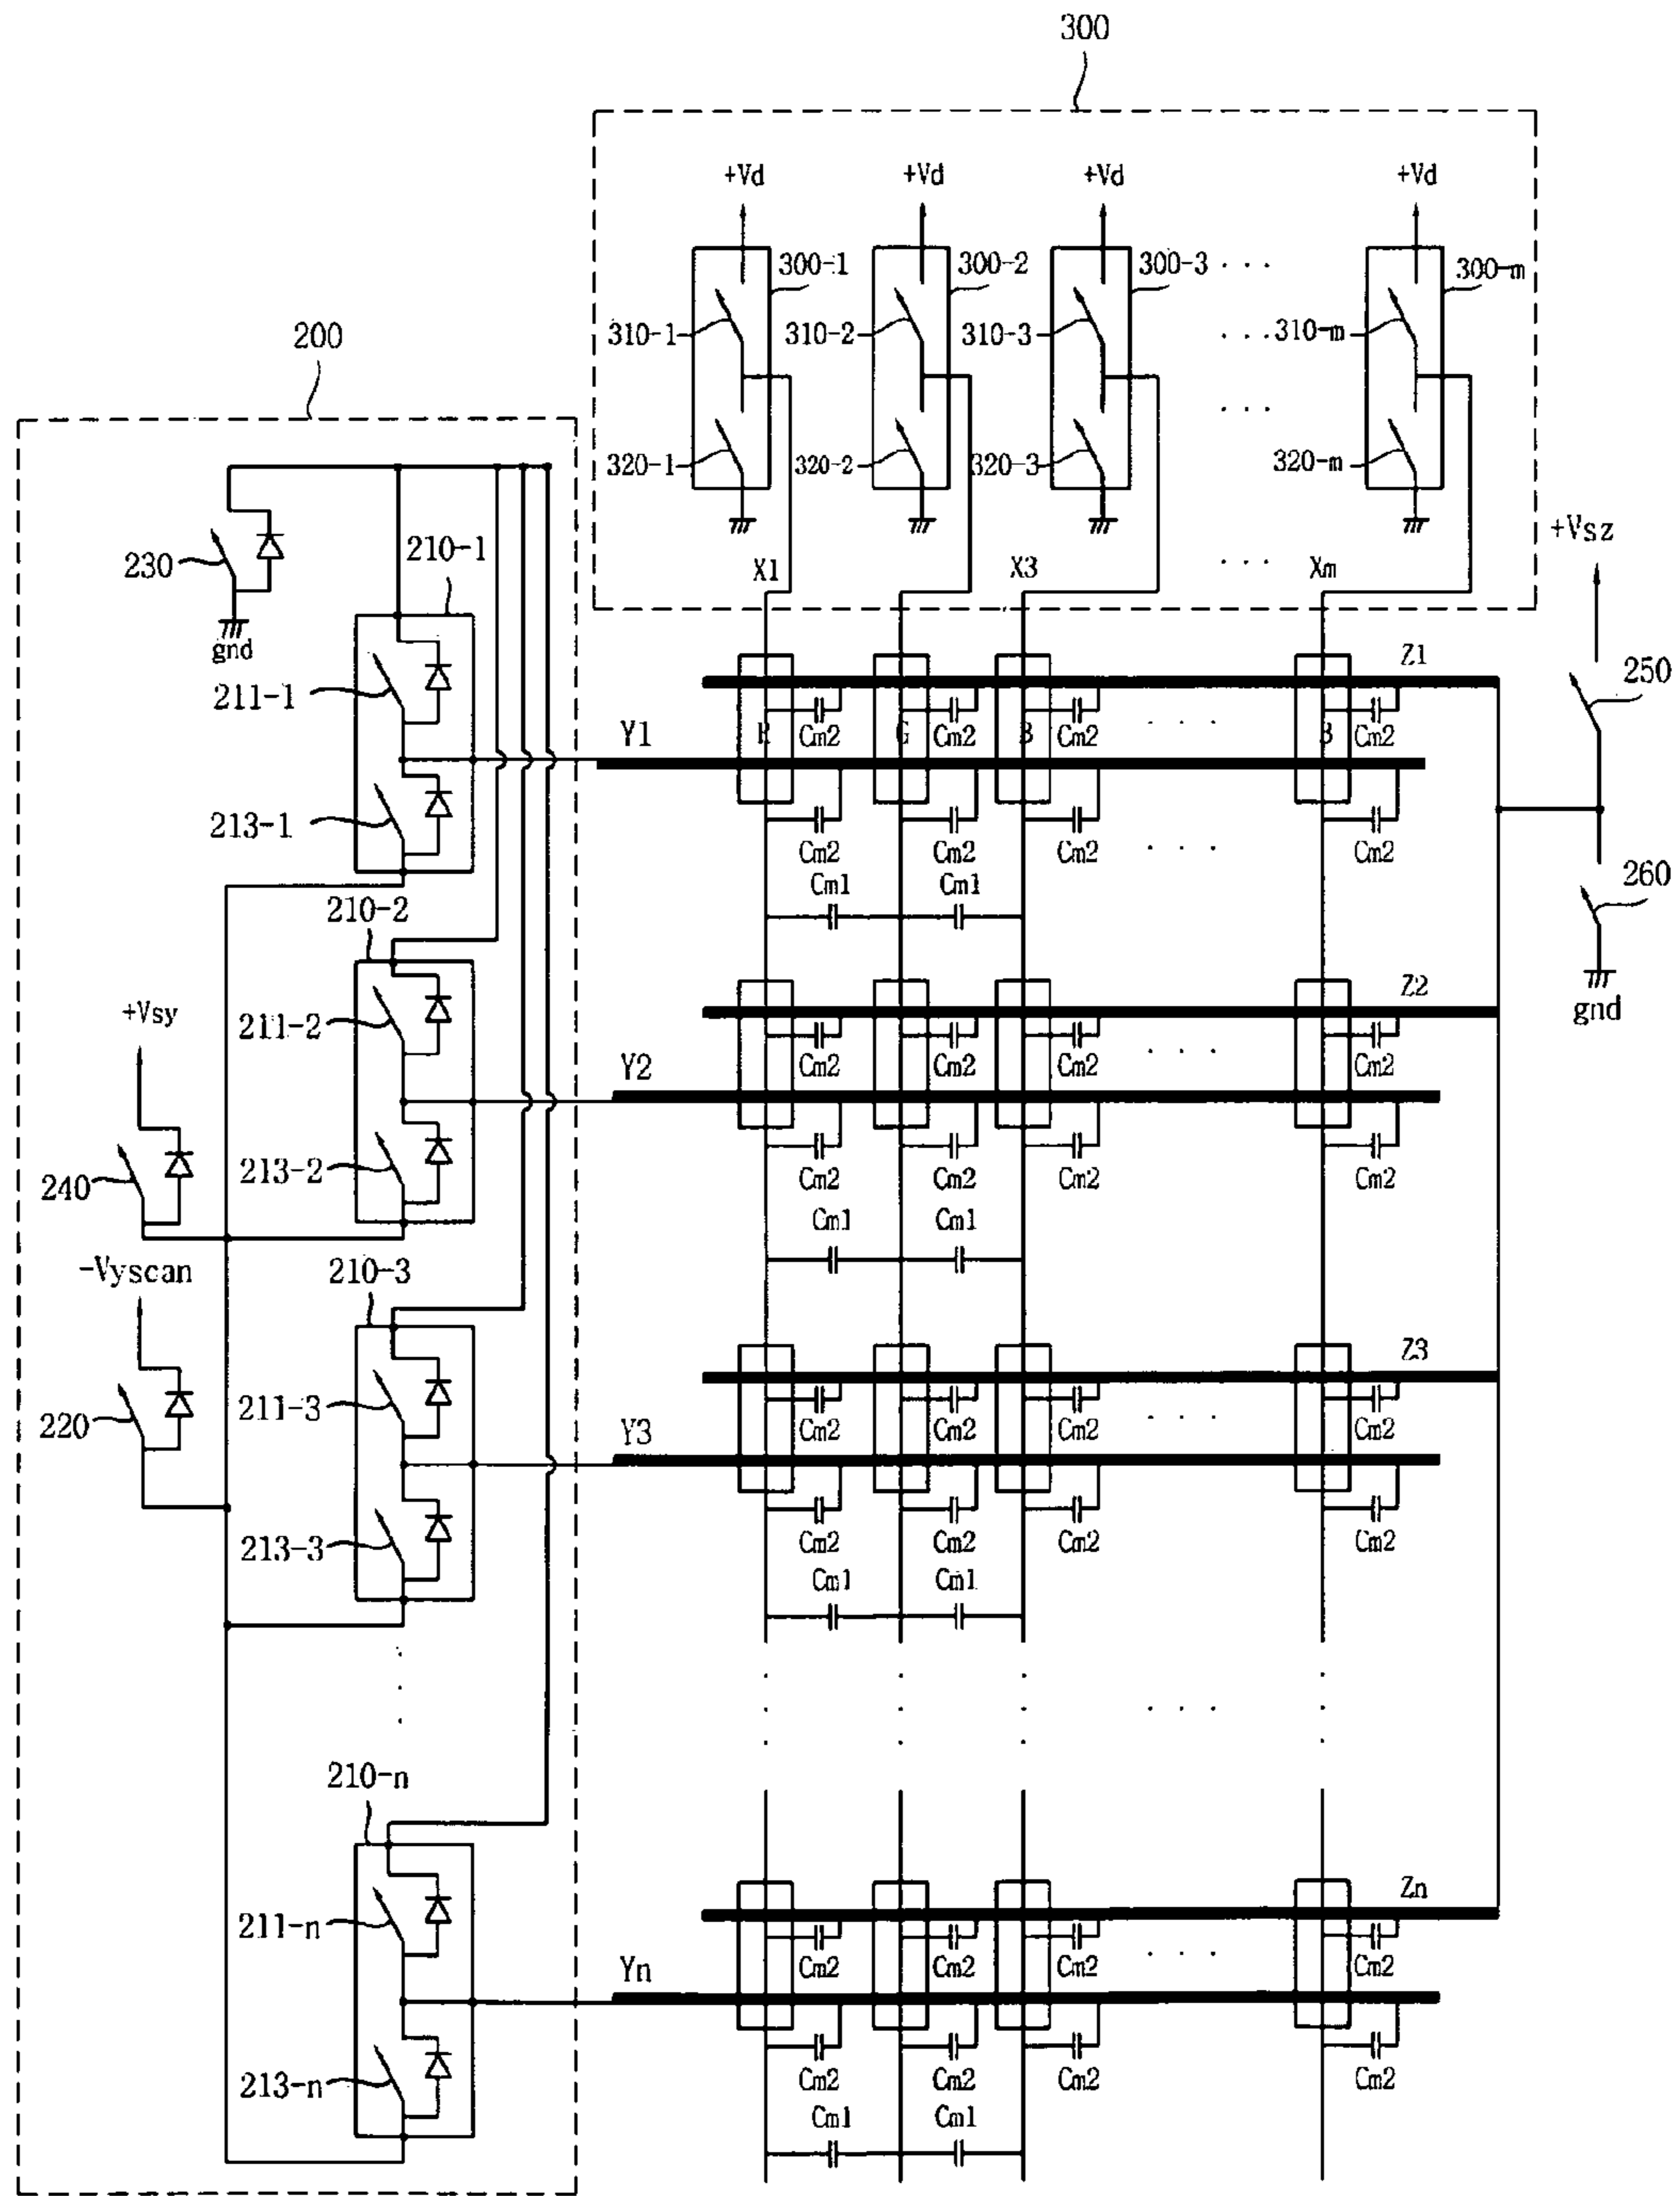 300
+Vd +Vd +Vd +Vd
300-1 300-2 300-3 · · · 300-m
310-1 310-2 310-3 · · · 310-m
200
· · ·
320-1 320-2 320-3 320-m
+Vsz
230 210-1
X1 X3 · · · Xm
gnd
Z1
250
211-1
Y1 R Cm2 G Cm2 B Cm2 · · · B Cm2
213-1
Cm2 Cm2 Cm2 · · · Cm2
260
Cm1 Cm1
210-2
Z2
gnd
+Vsy
211-2
Y2 Cm2 Cm2 Cm2 · · · Cm2
240 213-2
Cm2 Cm2 Cm2 Cm2
Cm1 Cm1
-Vyscan 210-3
Z3
220 211-3
Y3 Cm2 Cm2 Cm2 · · · Cm2
213-3
Cm2 Cm2 Cm2 Cm2
Cm1 Cm1
· · ·
210-n
Zn
211-n
Yn Cm2 Cm2 Cm2 · · · Cm2
213-n
Cm2 Cm2 Cm2 Cm2
Cm1 Cm1